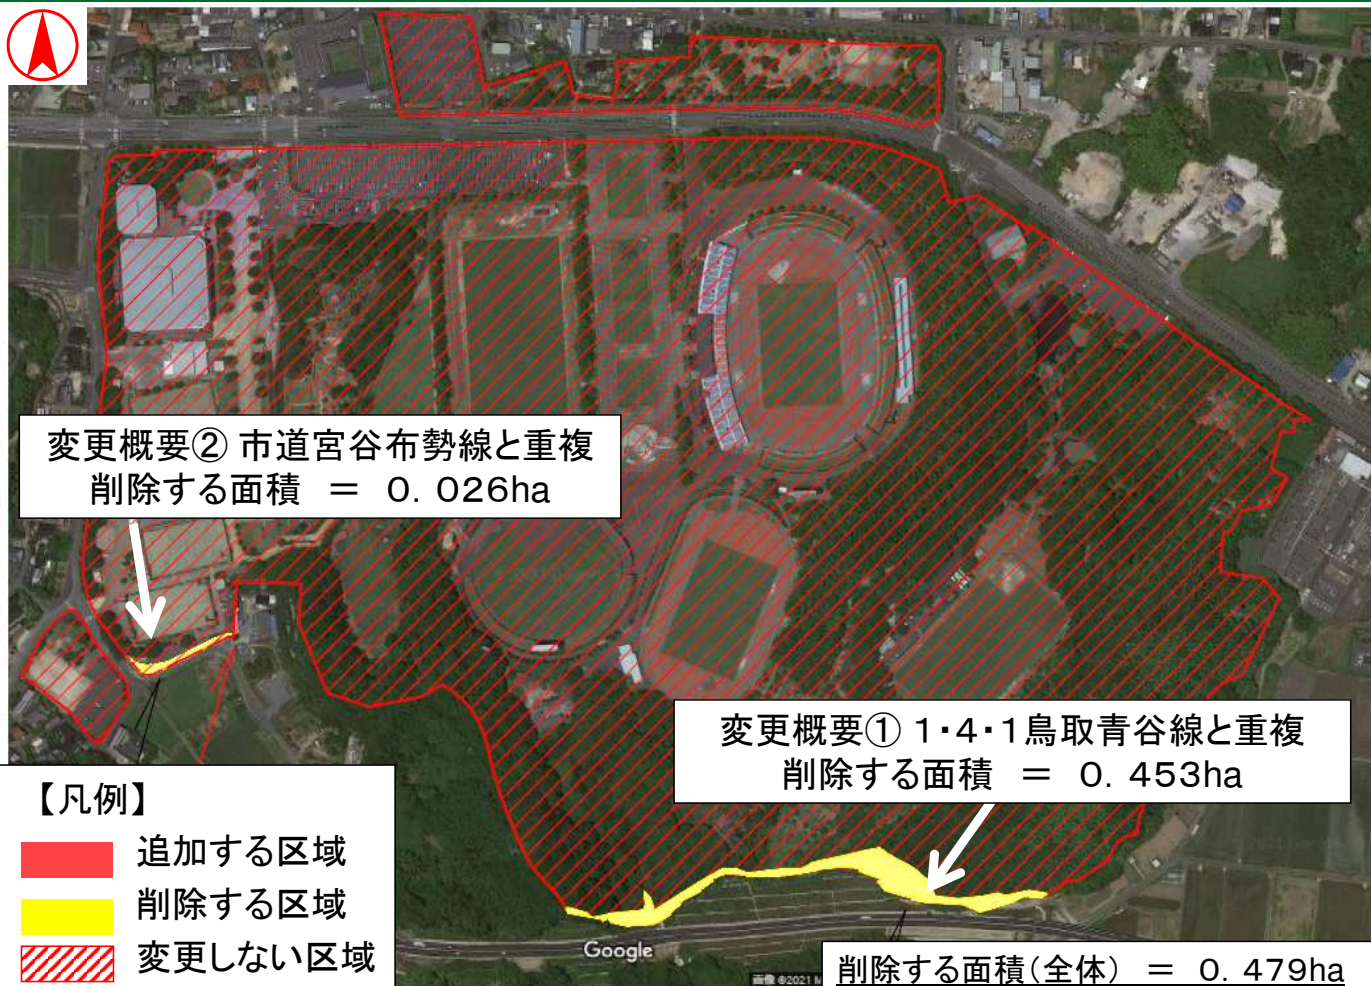 変更概要② 市道宮谷布勢線と重複
削除する面積 ＝ ０．０２６ha
変更概要① １・４・１鳥取青谷線と重複
削除する面積 ＝ ０．４５３ha
【凡例】
追加する区域
削除する区域
変更しない区域
Google
画像 ©2021 M
削除する面積（全体） ＝ ０．４７９ha